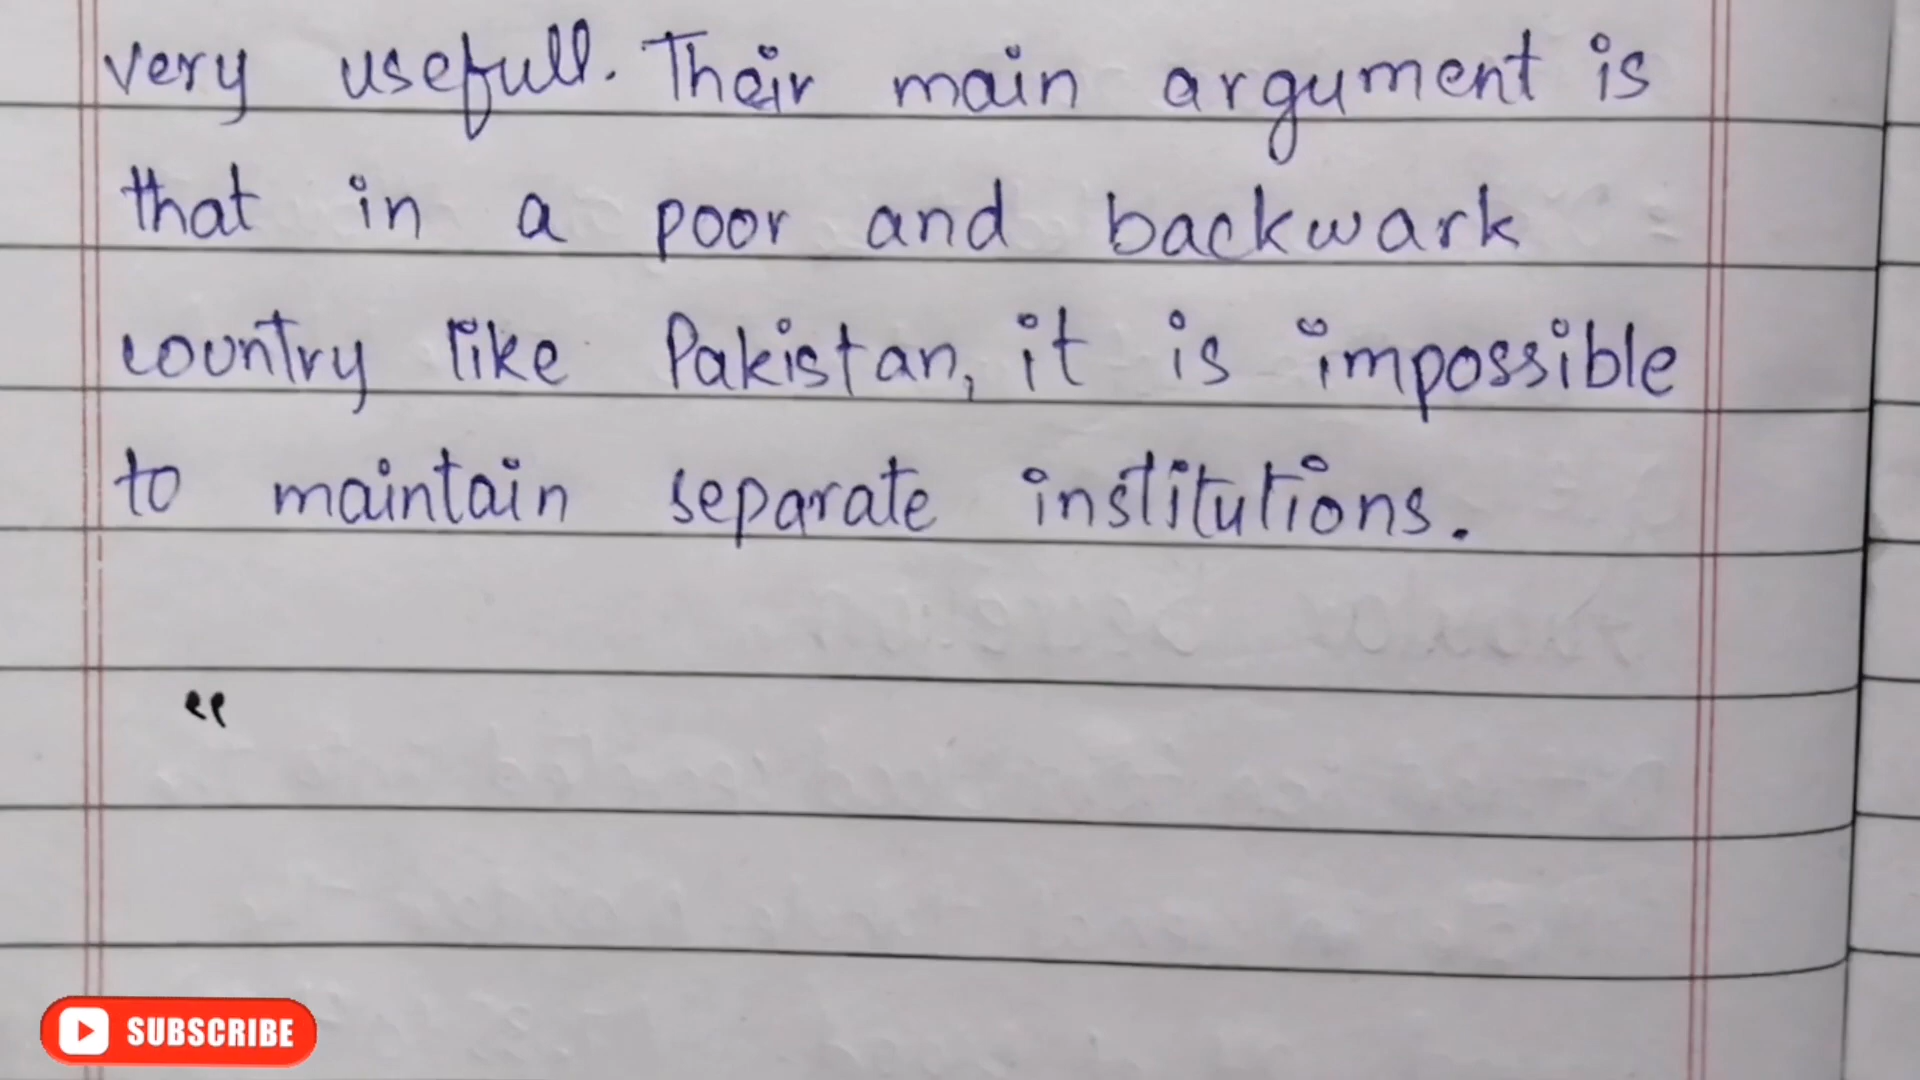 very usefull. Their main argument is
that in a poor and backwark
country like Pakistan, it is impossible
to maintain separate institutions.
“
SUBSCRIBE